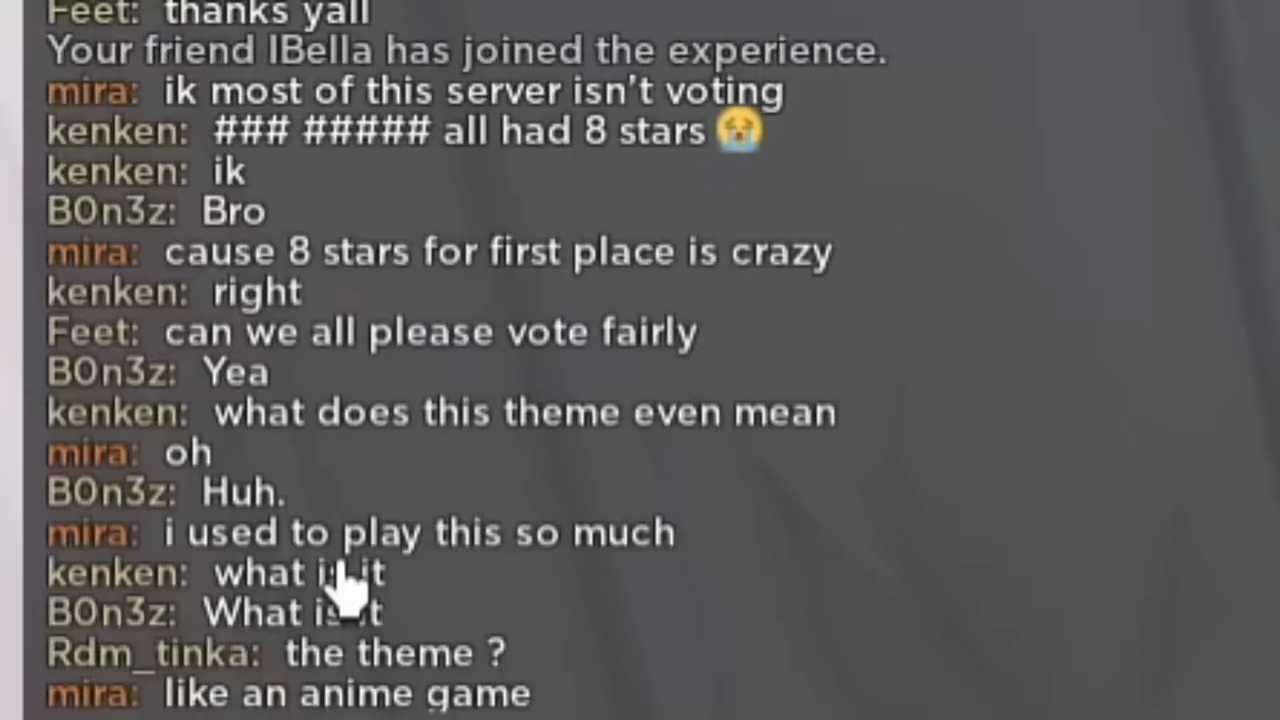 Feet: thanks yall
Your friend IBella has joined the experience.
mira: ik most of this server isn't voting
kenken: ### ##### all had 8 stars 😭
kenken: ik
B0n3z: Bro
mira: cause 8 stars for first place is crazy
kenken: right
Feet: can we all please vote fairly
B0n3z: Yea
kenken: what does this theme even mean
mira: oh
B0n3z: Huh.
mira: i used to play this so much
kenken: what is it
B0n3z: What is it
Rdm_tinka: the theme ?
mira: like an anime game